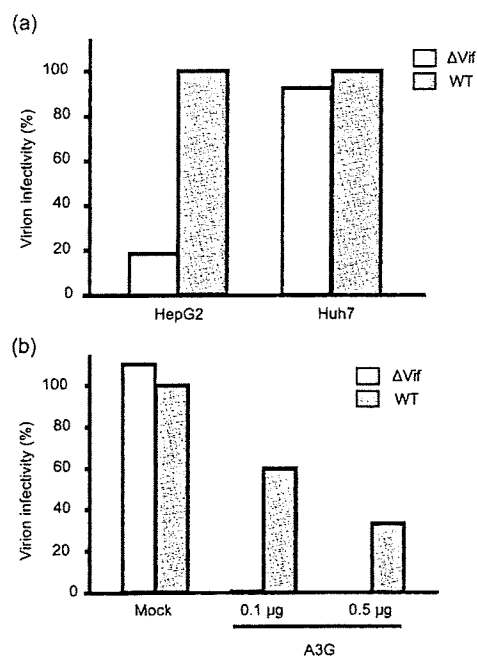 (a)
ΔVif
WT
Virion infectivity (%)
100
80
60
40
20
0
HepG2
Huh7
(b)
ΔVif
WT
Virion infectivity (%)
100
80
60
40
20
0
Mock
0.1 µg
0.5 µg
A3G